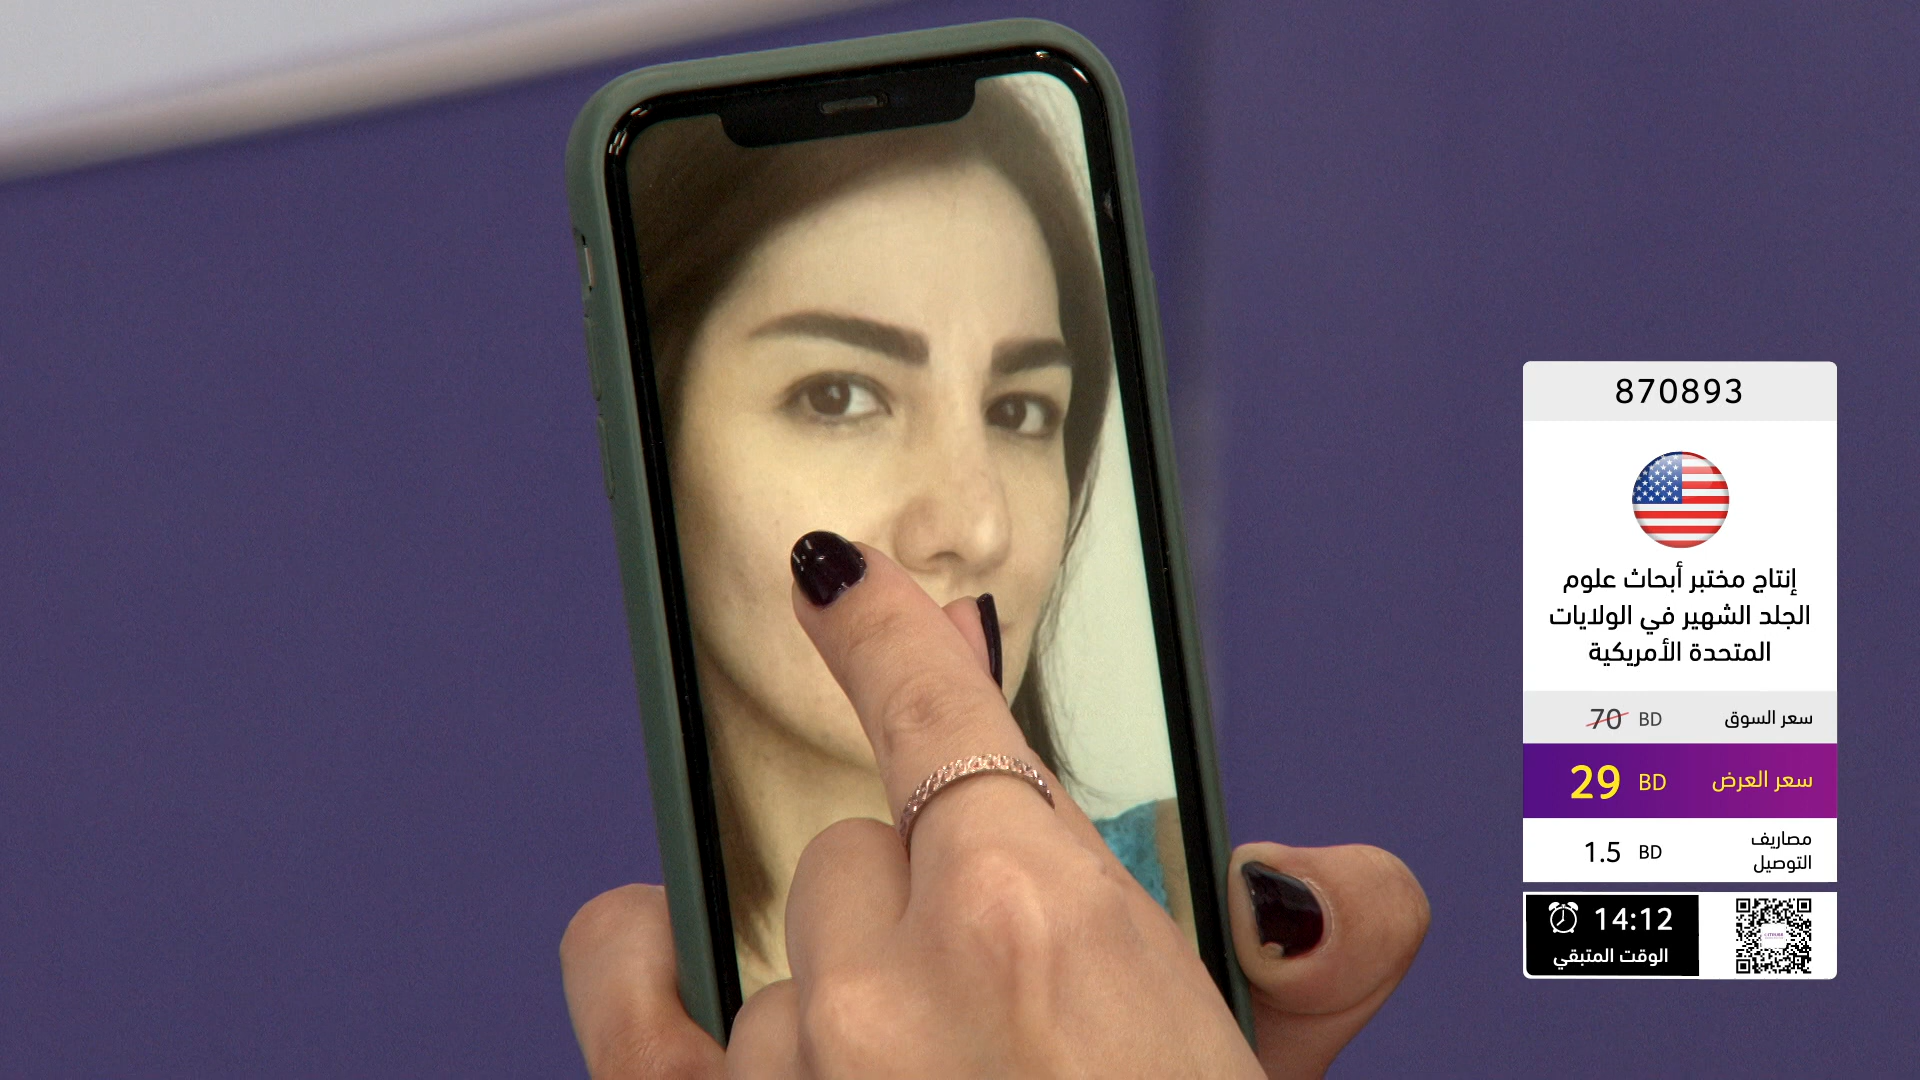 870893
إنتاج مختبر أبحاث علوم
الجلد الشهير في الولايات
المتحدة الأمريكية
سعر السوق BD 70
سعر العرض BD 29
مصاريف
التوصيل
BD 1.5
14:12
الوقت المتبقي